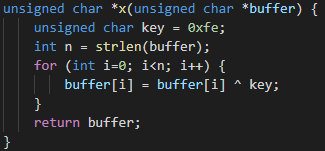 unsigned char *x(unsigned char *buffer) {
    unsigned char key = 0xfe;
    int n = strlen(buffer);
    for (int i=0; i<n; i++) {
        buffer[i] = buffer[i] ^ key;
    }
    return buffer;
}